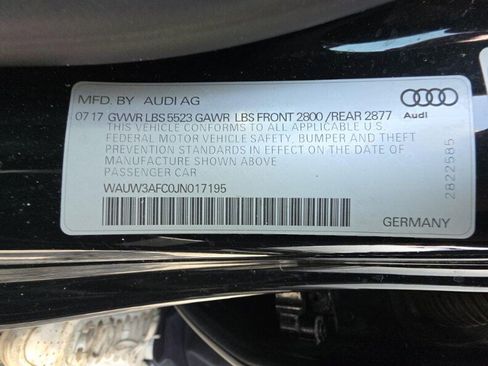 MFD. BY AUDI AG
07 17 GVWR LBS 5523 GAWR LBS FRONT 2800 /REAR 2877
THIS VEHICLE CONFORMS TO ALL APPLICABLE U.S
FEDERAL MOTOR VEHICLE SAFETY, BUMPER AND THEFT
PREVENTION STANDARDS IN EFFECT ON THE DATE OF
MANUFACTURE SHOWN ABOVE
PASSENGER CAR
WAUW3AFC0JN017195
GERMANY
Audi
2822585